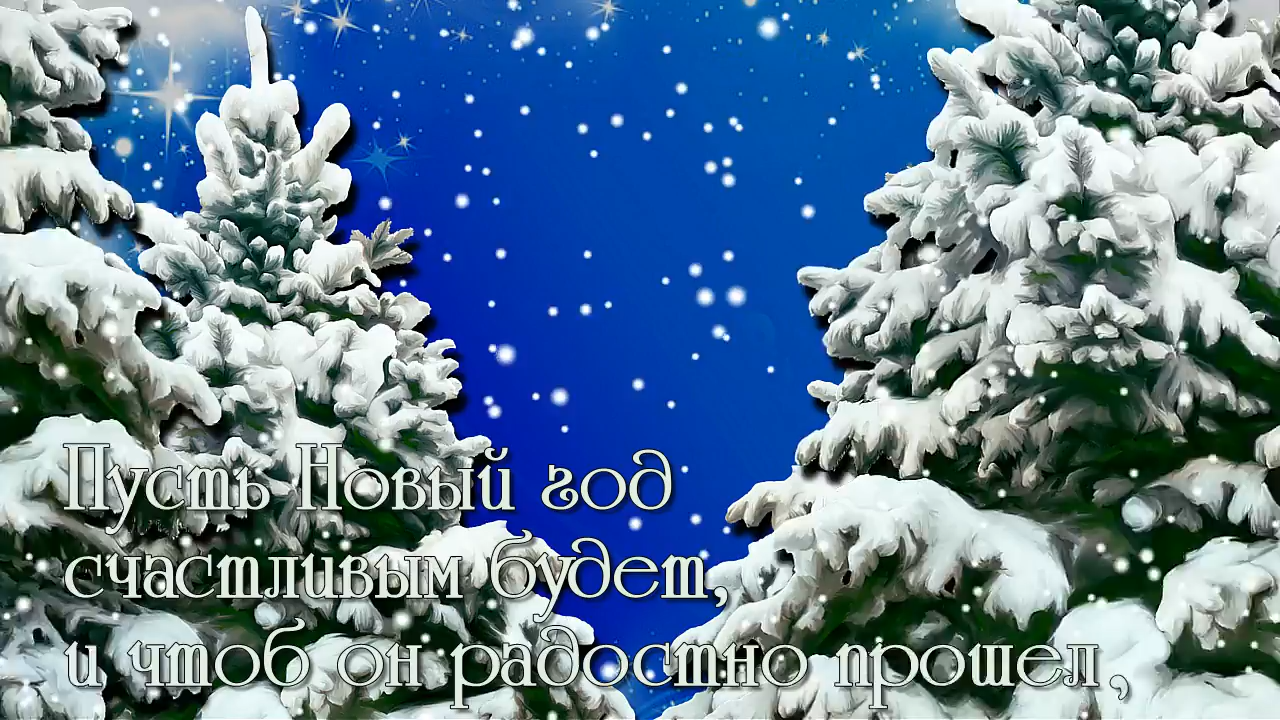 Пусть Новый год
счастливым будет,
и чтоб он радостно прошел,